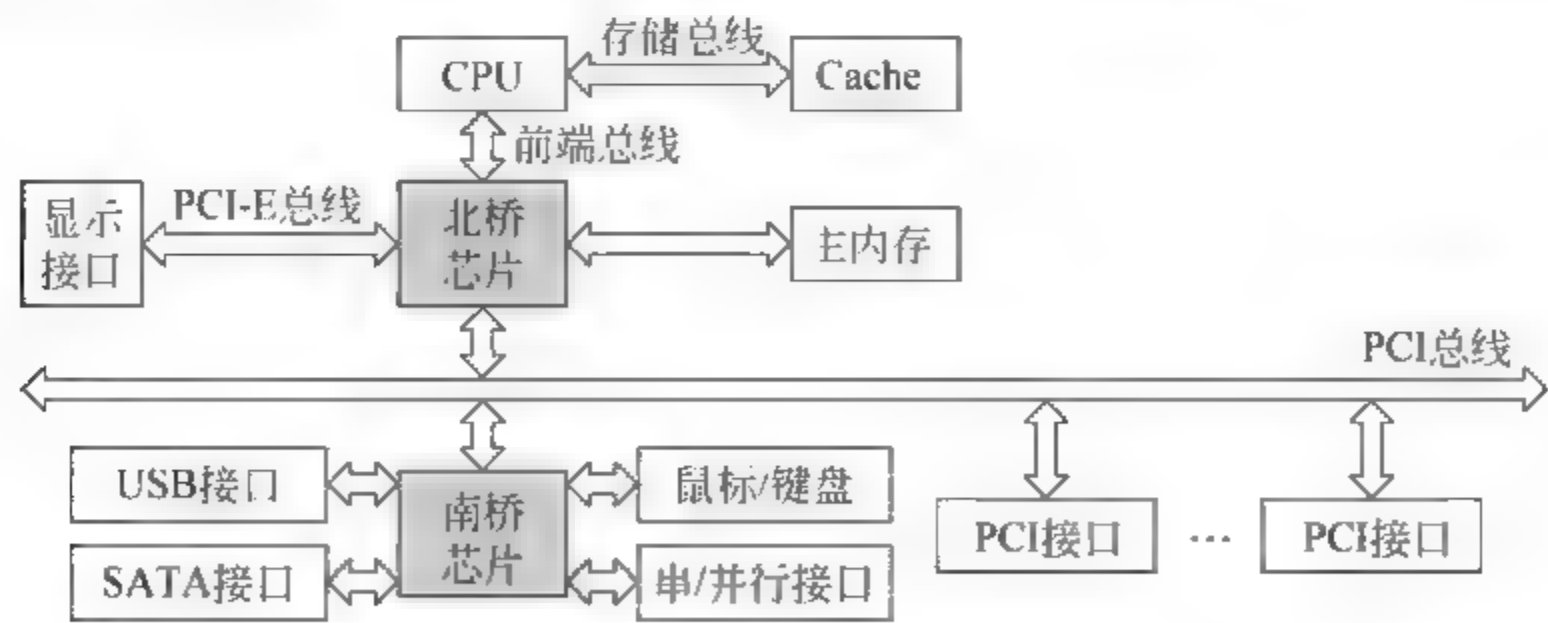 存储总线
CPU
Cache
前端总线
显示
接口
PCI-E总线
北桥
芯片
主内存
PCI总线
USB接口
南桥
芯片
鼠标/键盘
PCI接口
…
PCI接口
SATA接口
串/并行接口